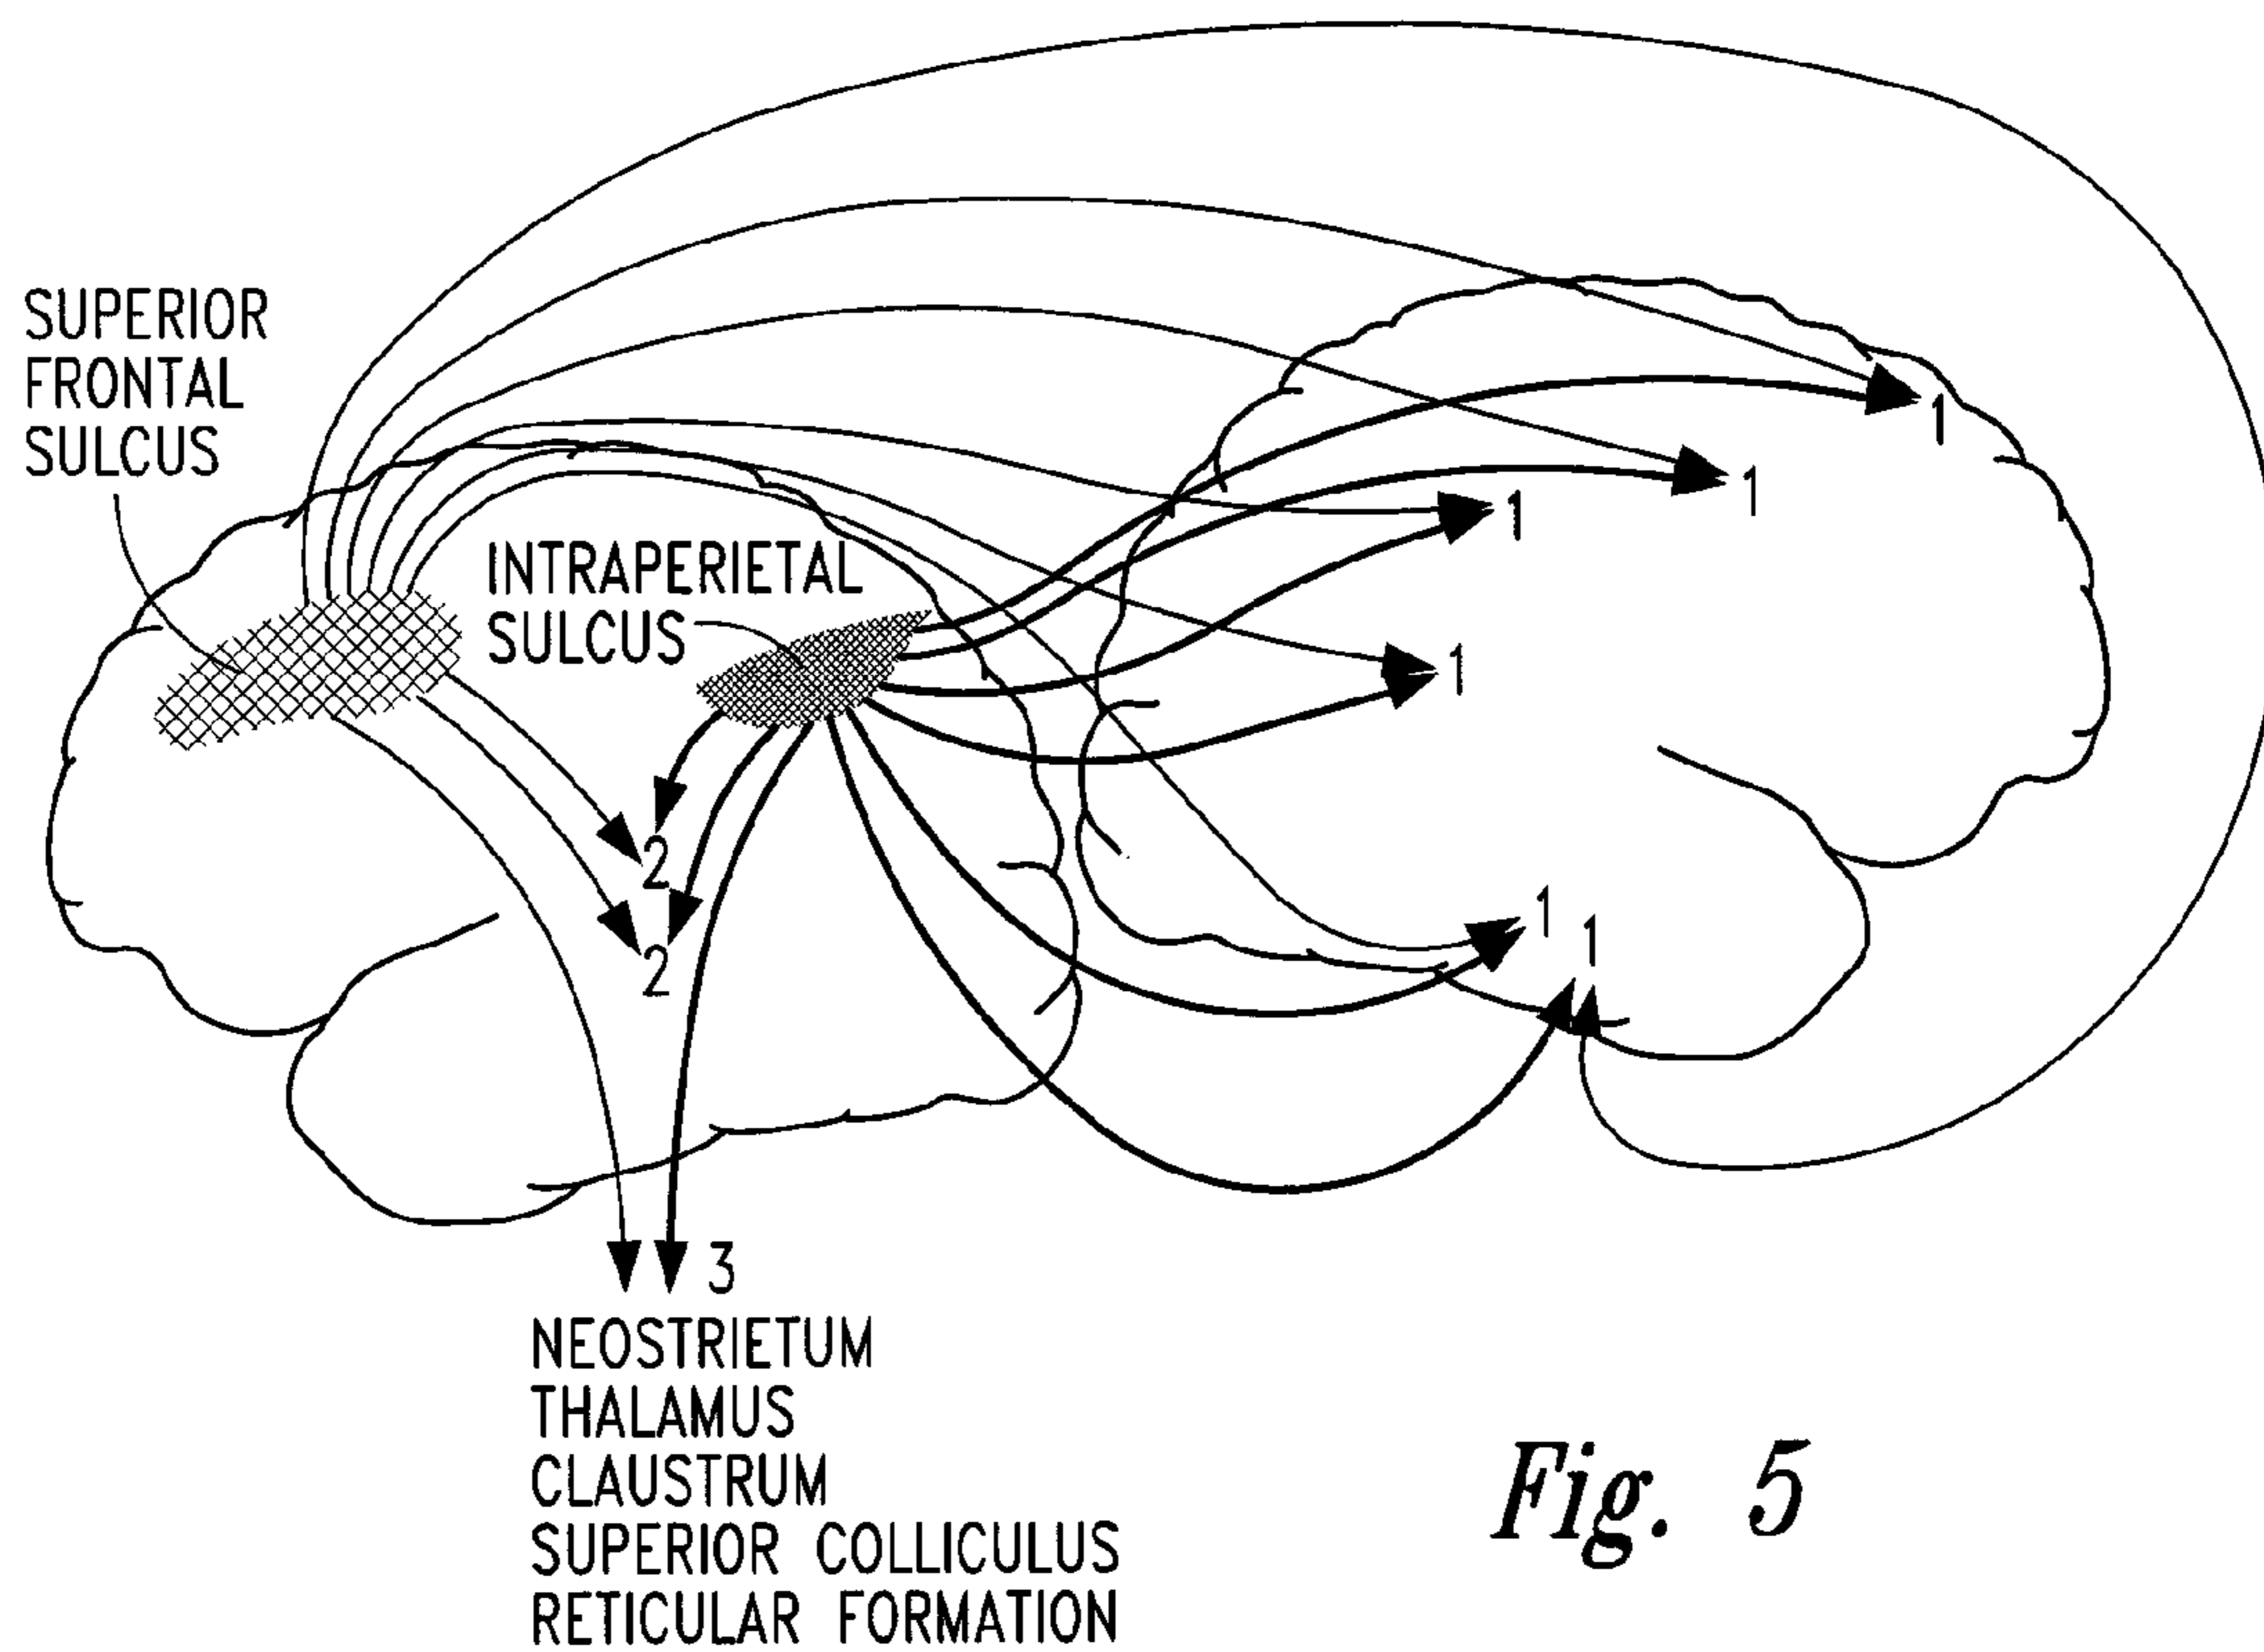 SUPERIOR
FRONTAL
SULCUS
INTRAPERIETAL
SULCUS
1
1
1
1
1
1
2
2
3
NEOSTRIETUM
THALAMUS
CLAUSTRUM
SUPERIOR COLLICULUS
RETICULAR FORMATION
Fig. 5